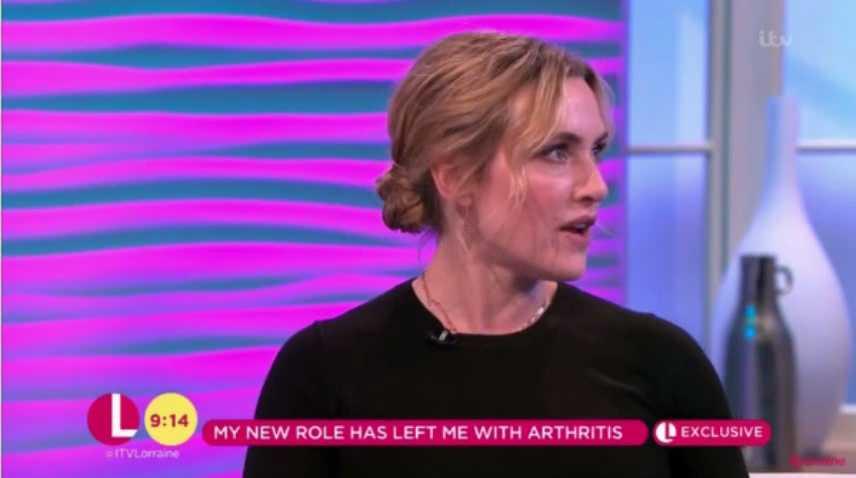 itv
L
9:14
MY NEW ROLE HAS LEFT ME WITH ARTHRITIS
L EXCLUSIVE
@ITVLorraine